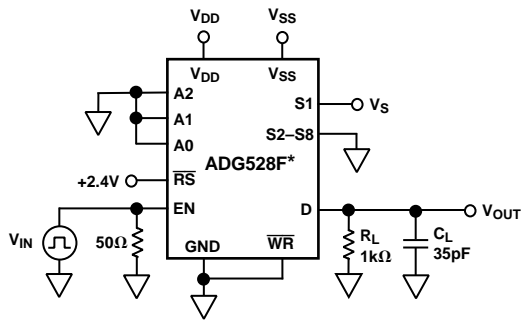 VDD VSS
VDD VSS
A2
A1
A0
S1 VS
S2–S8
ADG528F*
+2.4V RS
EN
D VOUT
VIN
50Ω
GND WR
RL
1kΩ
CL
35pF